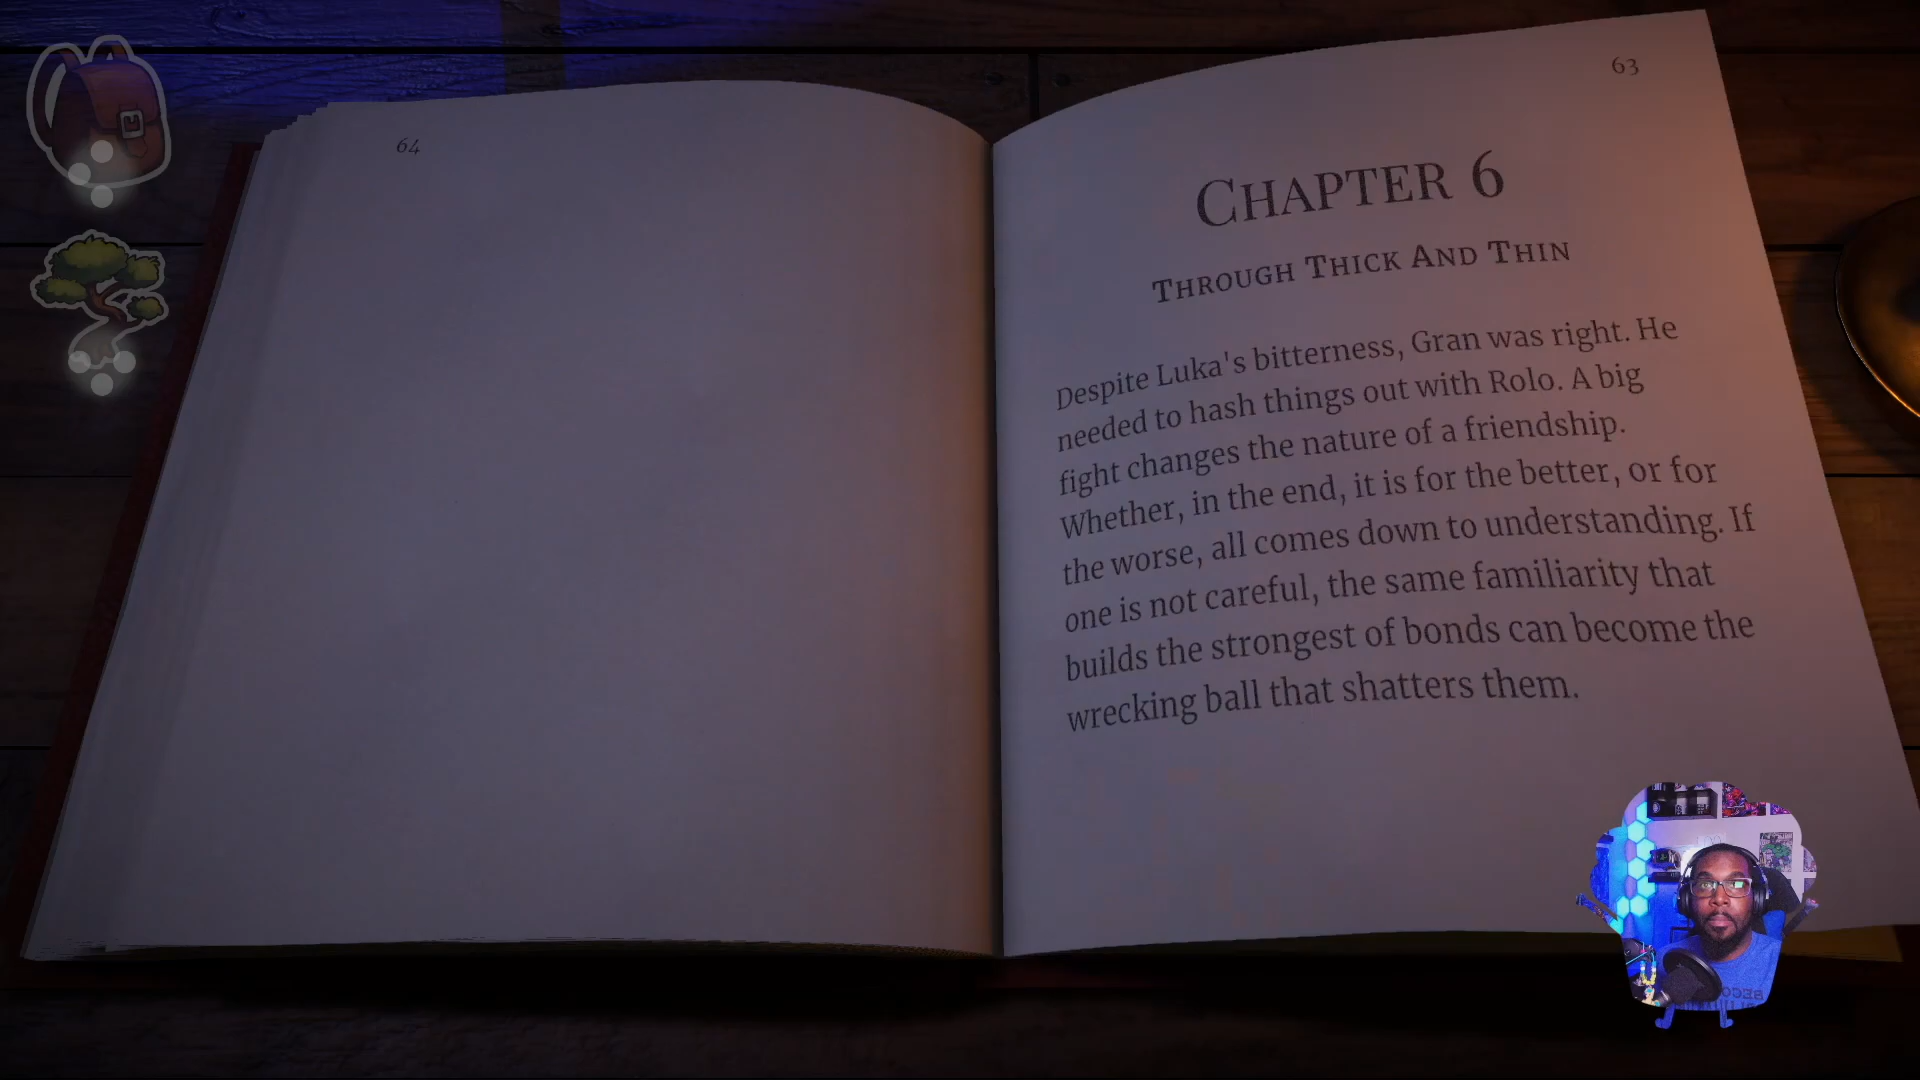 64
63
CHAPTER 6
THROUGH THICK AND THIN
Despite Luka's bitterness, Gran was right. He
needed to hash things out with Rolo. A big
fight changes the nature of a friendship.
Whether, in the end, it is for the better, or for
the worse, all comes down to understanding. If
one is not careful, the same familiarity that
builds the strongest of bonds can become the
wrecking ball that shatters them.